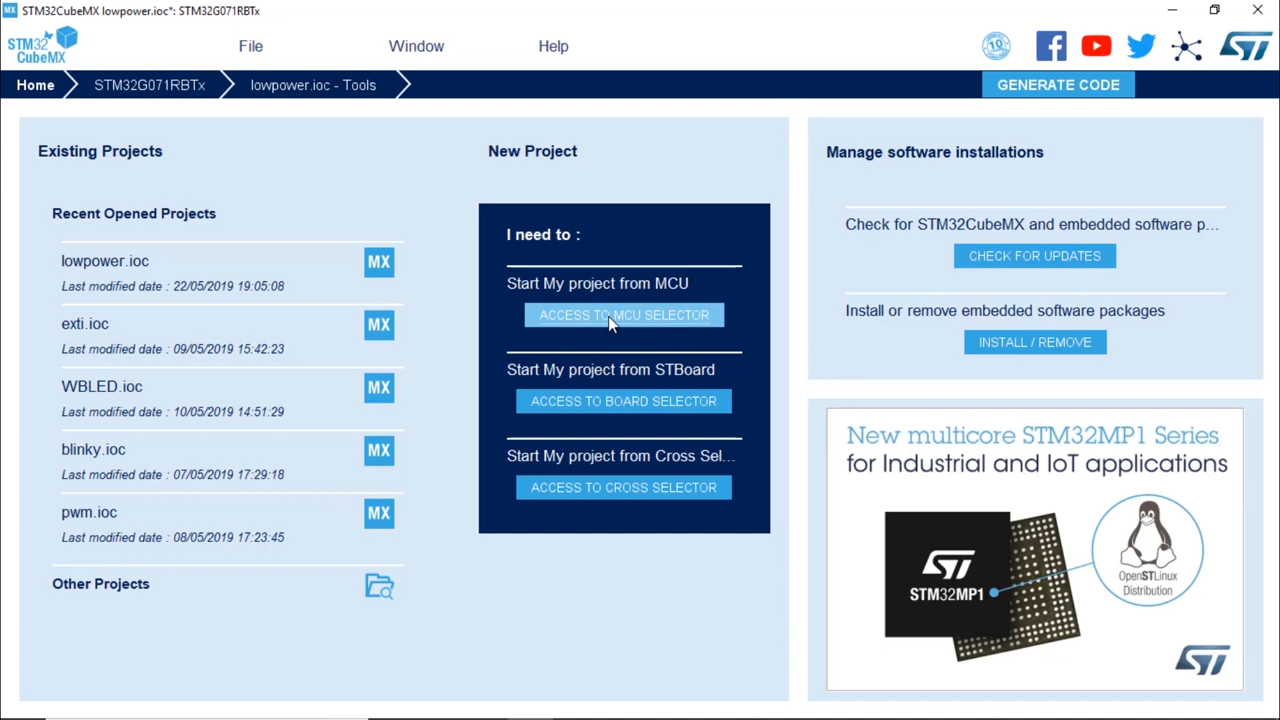 MX STM32CubeMX lowpower.ioc*: STM32G071RBTx
STM32
CubeMX
File Window Help
10
ST
Home STM32G071RBTx lowpower.ioc - Tools GENERATE CODE
Existing Projects
Recent Opened Projects
lowpower.ioc MX
Last modified date : 22/05/2019 19:05:08
exti.ioc MX
Last modified date : 09/05/2019 15:42:23
WBLED.ioc MX
Last modified date : 10/05/2019 14:51:29
blinky.ioc MX
Last modified date : 07/05/2019 17:29:18
pwm.ioc MX
Last modified date : 08/05/2019 17:23:45
Other Projects
New Project
I need to :
Start My project from MCU
ACCESS TO MCU SELECTOR
Start My project from STBoard
ACCESS TO BOARD SELECTOR
Start My project from Cross Sel...
ACCESS TO CROSS SELECTOR
Manage software installations
Check for STM32CubeMX and embedded software p...
CHECK FOR UPDATES
Install or remove embedded software packages
INSTALL / REMOVE
New multicore STM32MP1 Series
for Industrial and IoT applications
ST
STM32MP1
OpenSTLinux
Distribution
ST